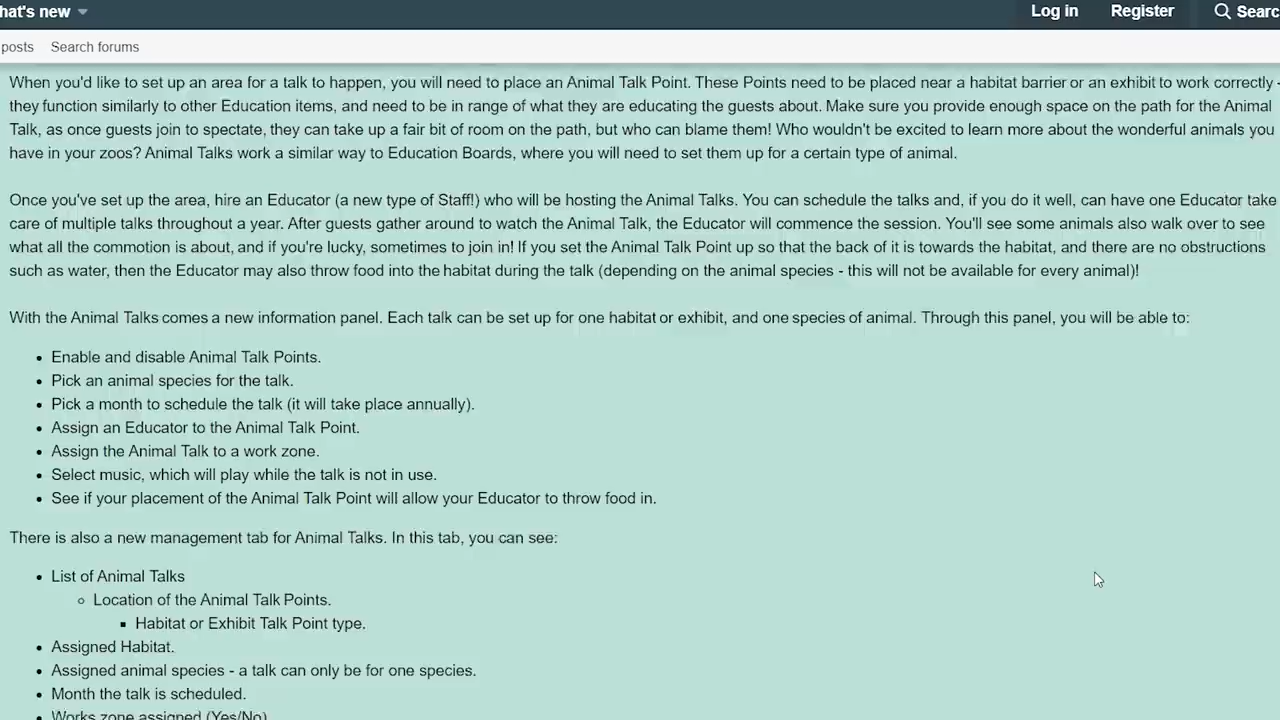 hat's new
Log in
Register
Searc
posts
Search forums
When you'd like to set up an area for a talk to happen, you will need to place an Animal Talk Point. These Points need to be placed near a habitat barrier or an exhibit to work correctly -
they function similarly to other Education items, and need to be in range of what they are educating the guests about. Make sure you provide enough space on the path for the Animal
Talk, as once guests join to spectate, they can take up a fair bit of room on the path, but who can blame them! Who wouldn't be excited to learn more about the wonderful animals you
have in your zoos? Animal Talks work a similar way to Education Boards, where you will need to set them up for a certain type of animal.
Once you've set up the area, hire an Educator (a new type of Staff!) who will be hosting the Animal Talks. You can schedule the talks and, if you do it well, can have one Educator take
care of multiple talks throughout a year. After guests gather around to watch the Animal Talk, the Educator will commence the session. You'll see some animals also walk over to see
what all the commotion is about, and if you're lucky, sometimes to join in! If you set the Animal Talk Point up so that the back of it is towards the habitat, and there are no obstructions
such as water, then the Educator may also throw food into the habitat during the talk (depending on the animal species - this will not be available for every animal)!
With the Animal Talks comes a new information panel. Each talk can be set up for one habitat or exhibit, and one species of animal. Through this panel, you will be able to:
• Enable and disable Animal Talk Points.
• Pick an animal species for the talk.
• Pick a month to schedule the talk (it will take place annually).
• Assign an Educator to the Animal Talk Point.
• Assign the Animal Talk to a work zone.
• Select music, which will play while the talk is not in use.
• See if your placement of the Animal Talk Point will allow your Educator to throw food in.
There is also a new management tab for Animal Talks. In this tab, you can see:
• List of Animal Talks
○ Location of the Animal Talk Points.
▪ Habitat or Exhibit Talk Point type.
• Assigned Habitat.
• Assigned animal species - a talk can only be for one species.
• Month the talk is scheduled.
• Works zone assigned (Yes/No)